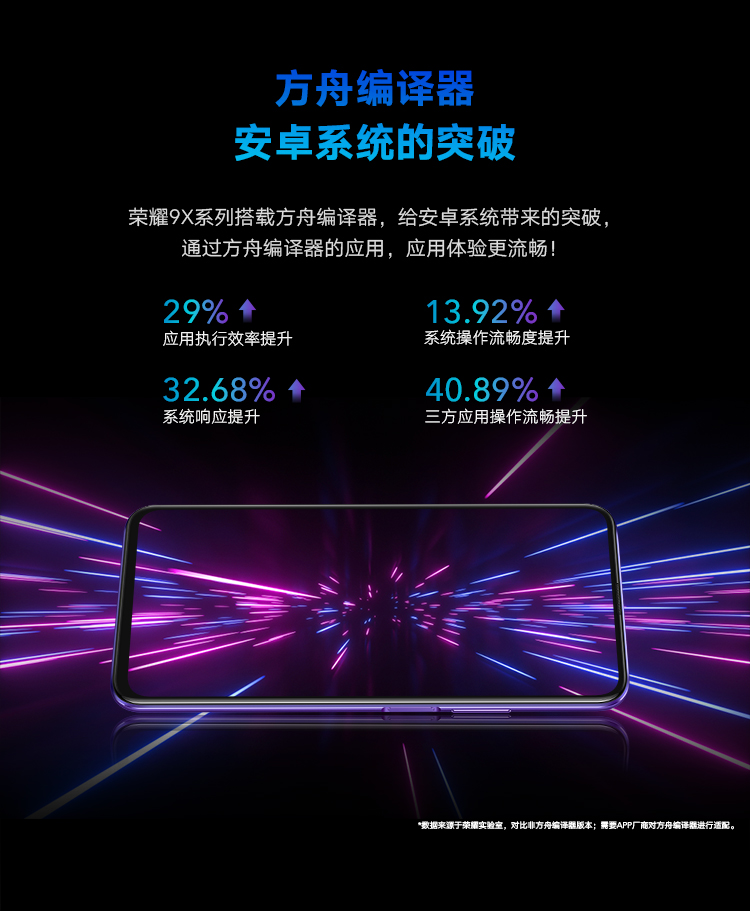 方舟编译器
安卓系统的突破
荣耀9X系列搭载方舟编译器，给安卓系统带来的突破，
通过方舟编译器的应用，应用体验更流畅！
29%
13.92%
应用执行效率提升
系统操作流畅度提升
32.68%
40.89%
系统响应提升
三方应用操作流畅提升
*数据来源于荣耀实验室，对比非方舟编译器版本；需要APP厂商对方舟编译器进行适配。